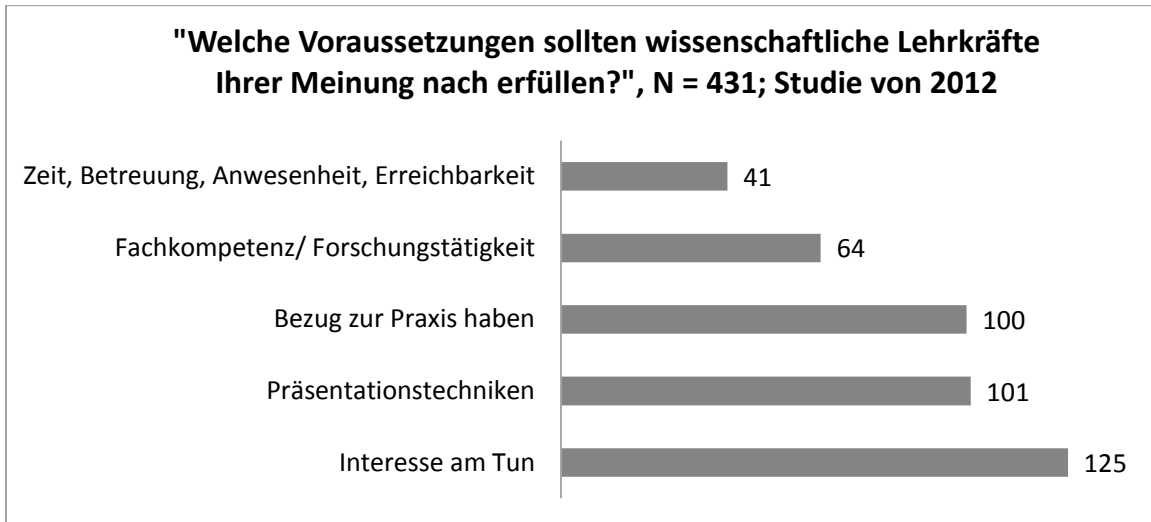 "Welche Voraussetzungen sollten wissenschaftliche Lehrkräfte
Ihrer Meinung nach erfüllen?", N = 431; Studie von 2012
Zeit, Betreuung, Anwesenheit, Erreichbarkeit 41
Fachkompetenz/ Forschungstätigkeit 64
Bezug zur Praxis haben 100
Präsentationstechniken 101
Interesse am Tun 125